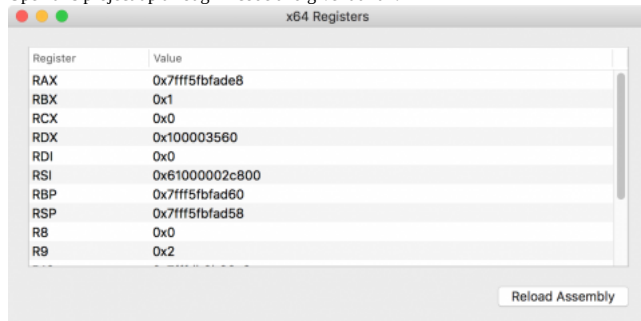 x64 Registers
Register Value
RAX 0x7fff5fbfade8
RBX 0x1
RCX 0x0
RDX 0x100003560
RDI 0x0
RSI 0x61000002c800
RBP 0x7fff5fbfad60
RSP 0x7fff5fbfad58
R8 0x0
R9 0x2
Reload Assembly